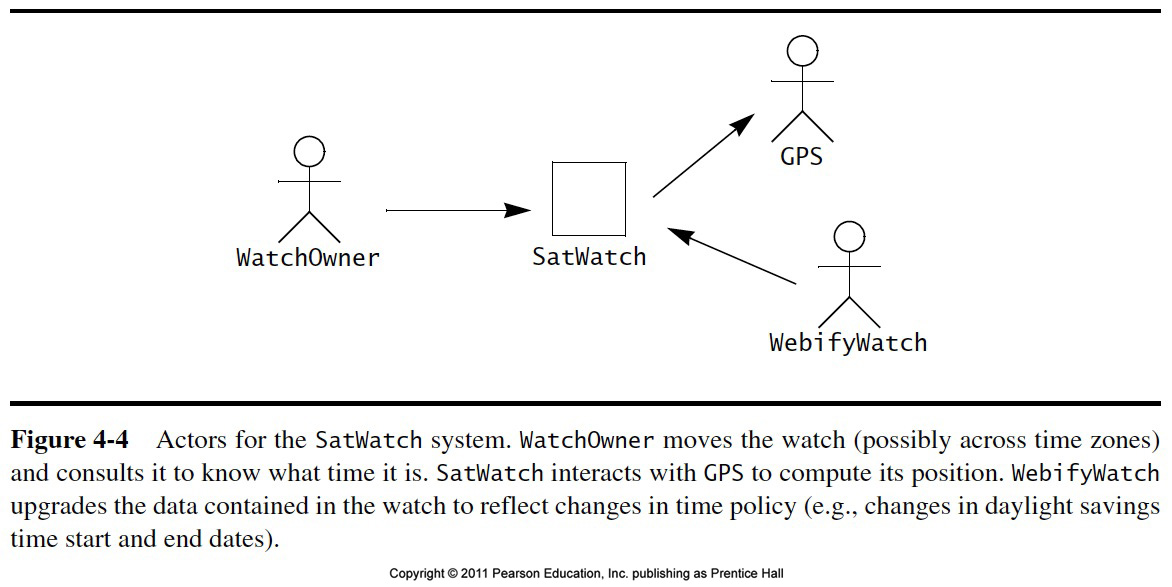 GPS
WatchOwner
SatWatch
WebifyWatch
Figure 4-4 Actors for the SatWatch system. WatchOwner moves the watch (possibly across time zones)
and consults it to know what time it is. SatWatch interacts with GPS to compute its position. WebifyWatch
upgrades the data contained in the watch to reflect changes in time policy (e.g., changes in daylight savings
time start and end dates).
Copyright © 2011 Pearson Education, Inc. publishing as Prentice Hall